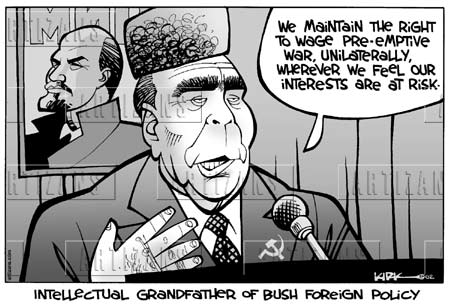 WE MAINTAIN THE RIGHT
TO WAGE PRE-EMPTIVE
WAR, UNILATERALLY,
WHEREVER WE FEEL OUR
INTERESTS ARE AT RISK.
ARTIZANS
KIRK
INTELLECTUAL GRANDFATHER OF BUSH FOREIGN POLICY